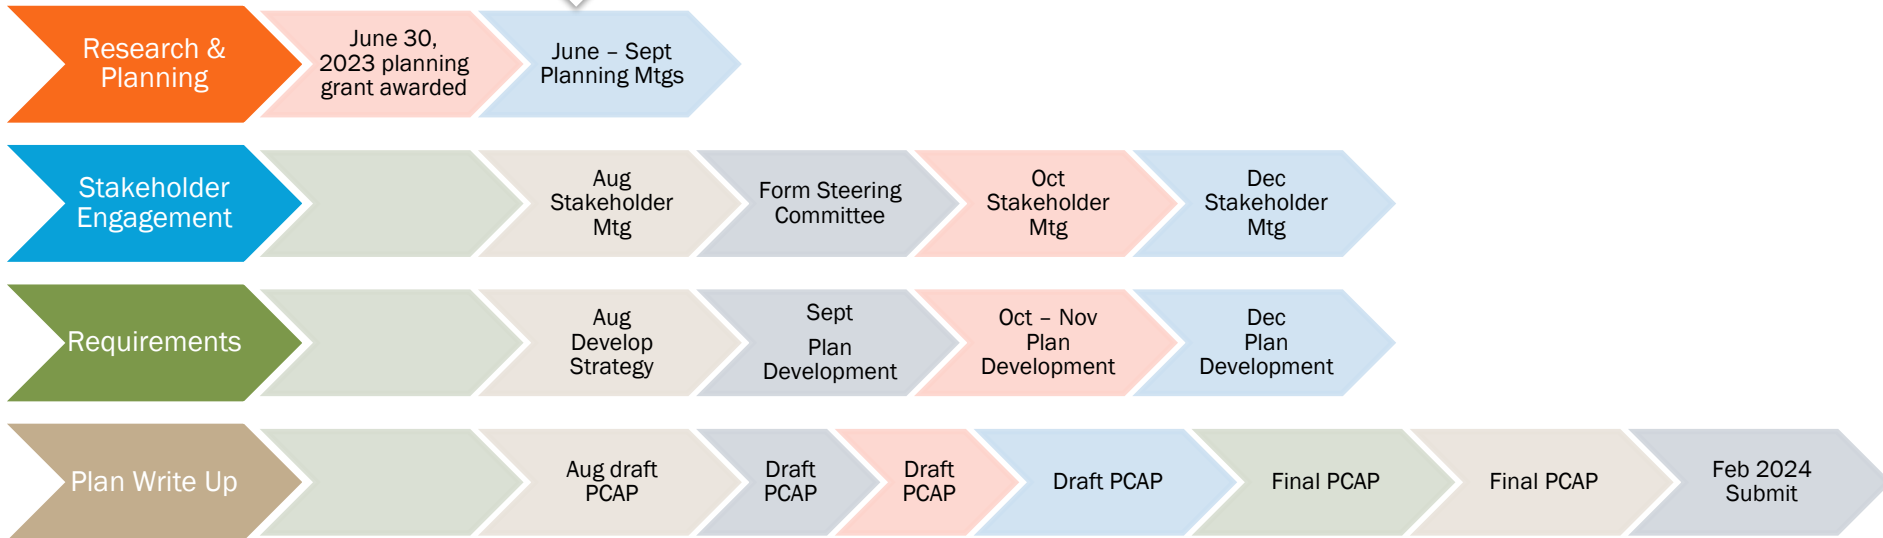 Research &
Planning
June 30,
2023 planning
grant awarded
June – Sept
Planning Mtgs
Stakeholder
Engagement
Aug
Stakeholder
Mtg
Form Steering
Committee
Oct
Stakeholder
Mtg
Dec
Stakeholder
Mtg
Requirements
Aug
Develop
Strategy
Sept
Plan
Development
Oct – Nov
Plan
Development
Dec
Plan
Development
Plan Write Up
Aug draft
PCAP
Draft
PCAP
Draft
PCAP
Draft PCAP
Final PCAP
Final PCAP
Feb 2024
Submit